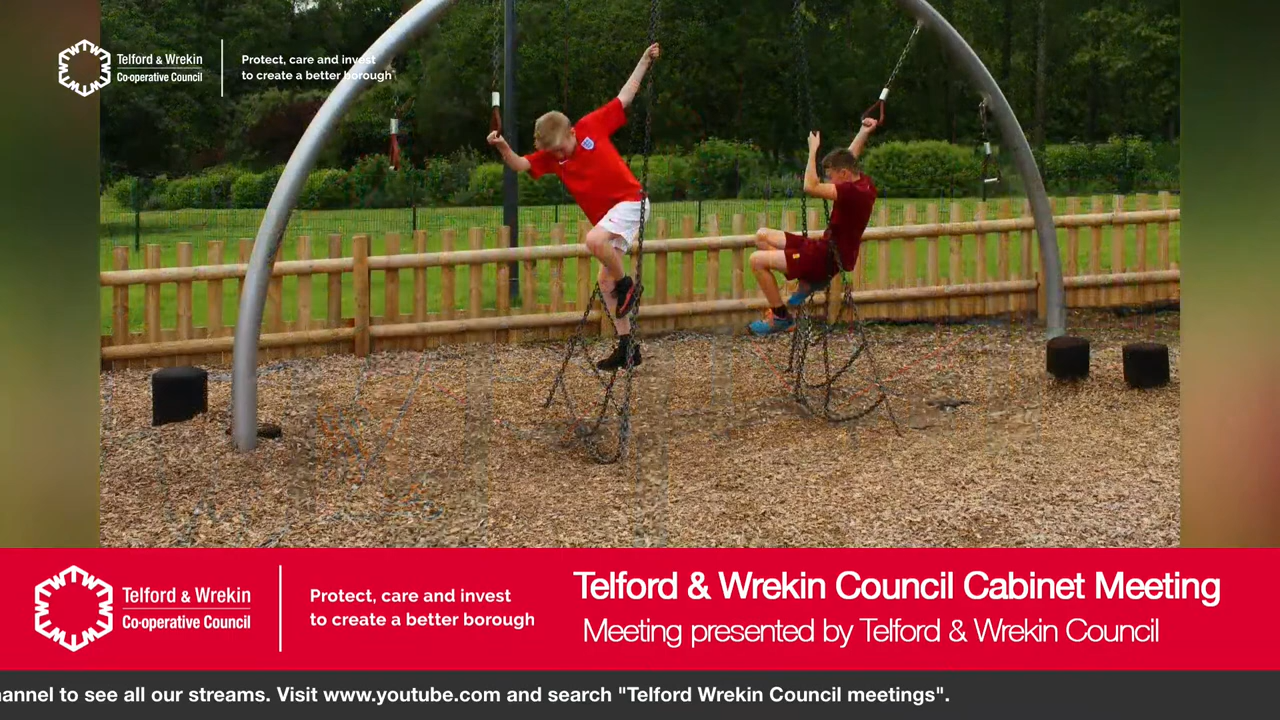 Telford & Wrekin
Co-operative Council
Protect, care and invest
to create a better borough
Telford & Wrekin
Co-operative Council
Protect, care and invest
to create a better borough
Telford & Wrekin Council Cabinet Meeting
Meeting presented by Telford & Wrekin Council
to see all our streams. Visit www.youtube.com and search "Telford Wrekin Council meetings".